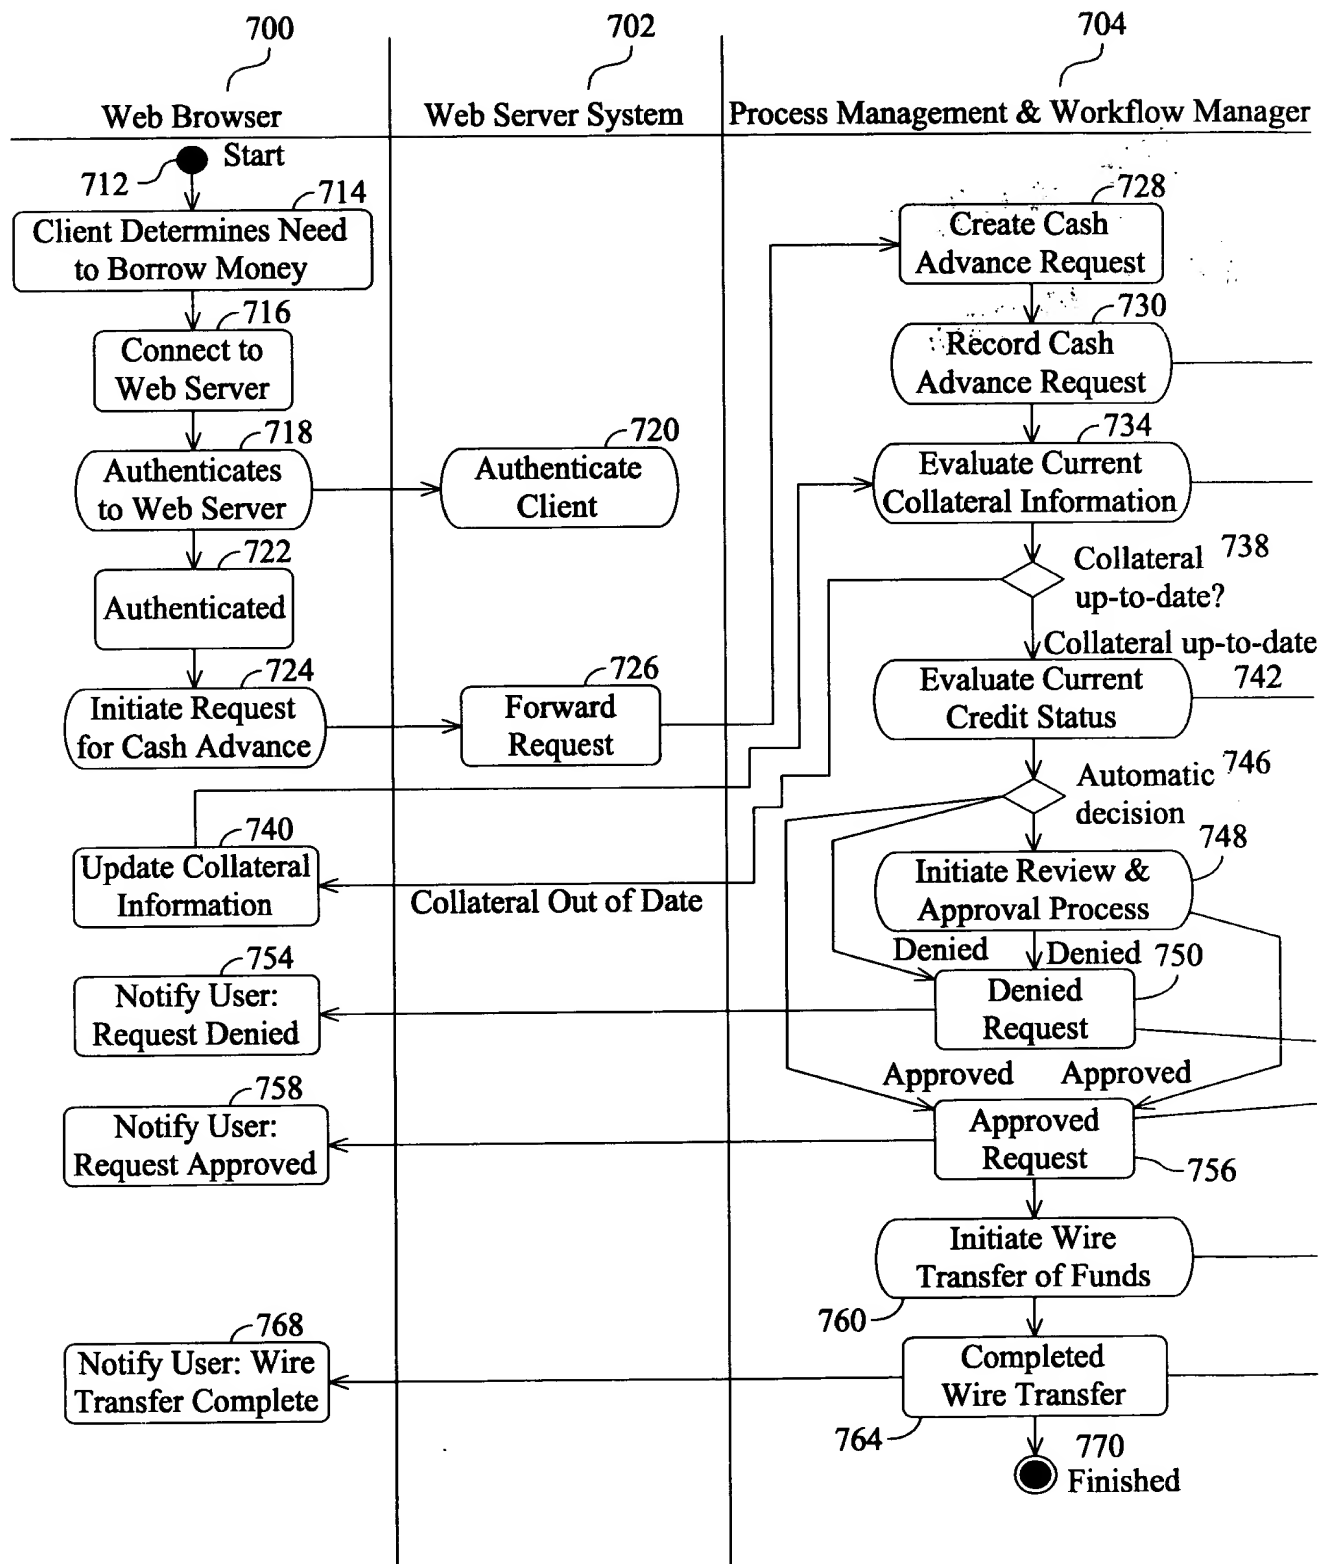 700
702
704
Web Browser
Web Server System
Process Management & Workflow Manager
Start
712
714
Client Determines Need
to Borrow Money
716
Connect to
Web Server
718
Authenticates
to Web Server
720
Authenticate
Client
722
Authenticated
724
Initiate Request
for Cash Advance
726
Forward
Request
728
Create Cash
Advance Request
730
Record Cash
Advance Request
734
Evaluate Current
Collateral Information
738
Collateral
up-to-date?
Collateral up-to-date
742
Evaluate Current
Credit Status
746
Automatic
decision
748
Initiate Review &
Approval Process
740
Update Collateral
Information
Collateral Out of Date
Denied
Denied
750
Denied
Request
754
Notify User:
Request Denied
Approved
Approved
756
Approved
Request
758
Notify User:
Request Approved
Initiate Wire
Transfer of Funds
760
Completed
Wire Transfer
764
768
Notify User: Wire
Transfer Complete
770
Finished